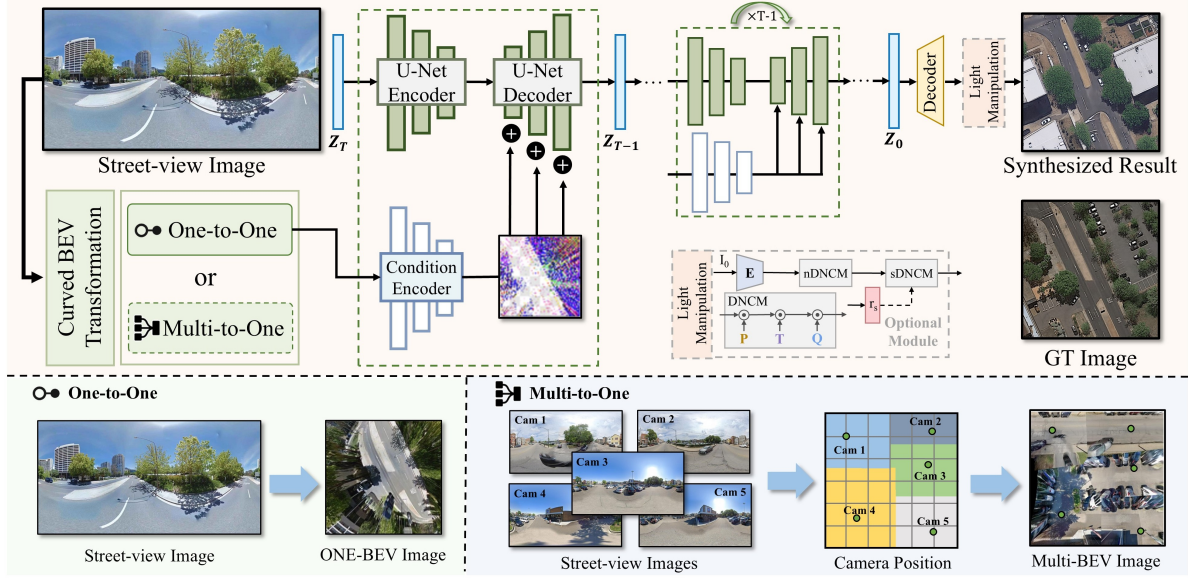 Street-view Image
Z_T
U-Net
Encoder
U-Net
Decoder
Z_{T-1}
...
×T-1
...
Z_0
Decoder
Light
Manipulation
Synthesized Result
Curved BEV
Transformation
One-to-One
or
Multi-to-One
Condition
Encoder
+
+
+
Light
Manipulation
I_0
E
nDNCM
sDNCM
DNCM
P
T
Q
r_s
Optional
Module
GT Image
One-to-One
Street-view Image
ONE-BEV Image
Multi-to-One
Cam 1
Cam 2
Cam 3
Cam 4
Cam 5
Street-view Images
Cam 1
Cam 2
Cam 3
Cam 4
Cam 5
Camera Position
Multi-BEV Image